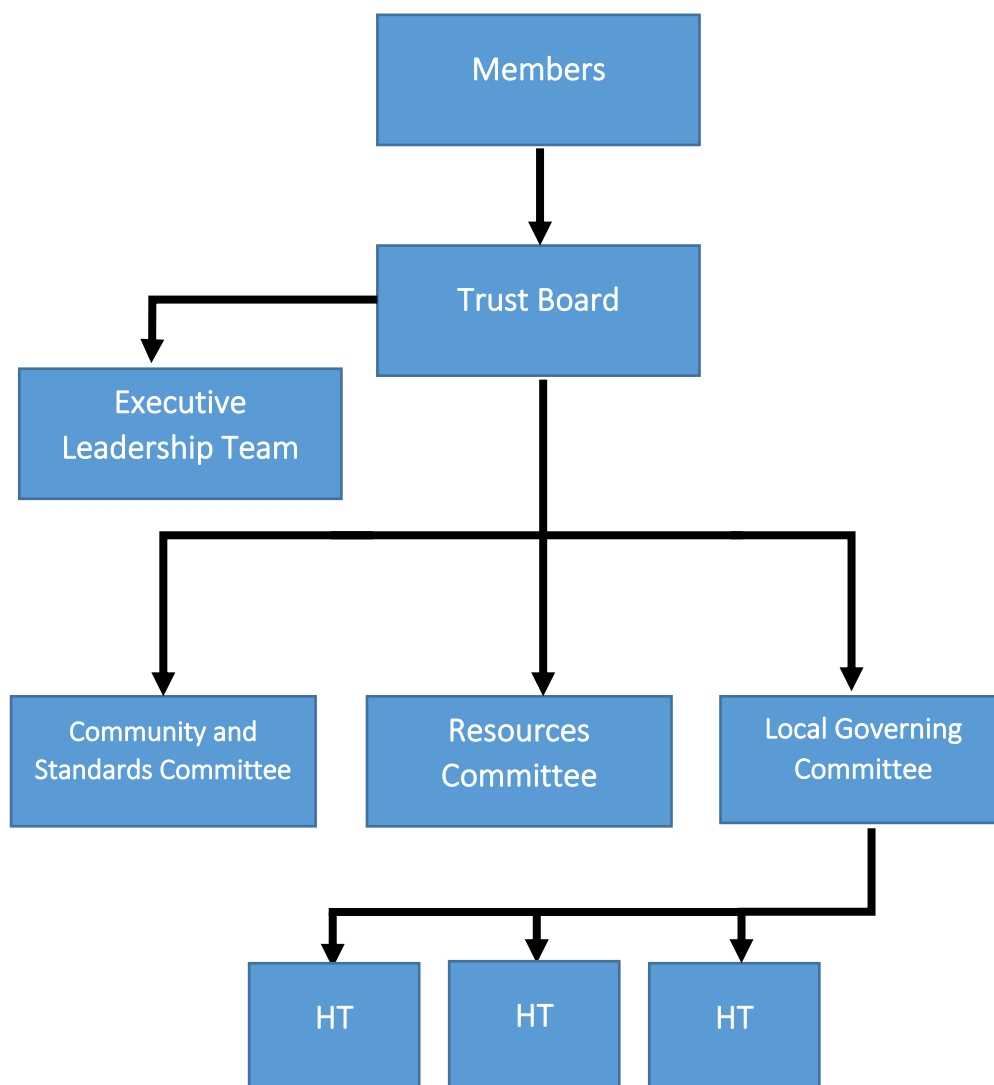 Members
Trust Board
Executive
Leadership Team
Community and
Standards Committee
Resources
Committee
Local Governing
Committee
HT
HT
HT